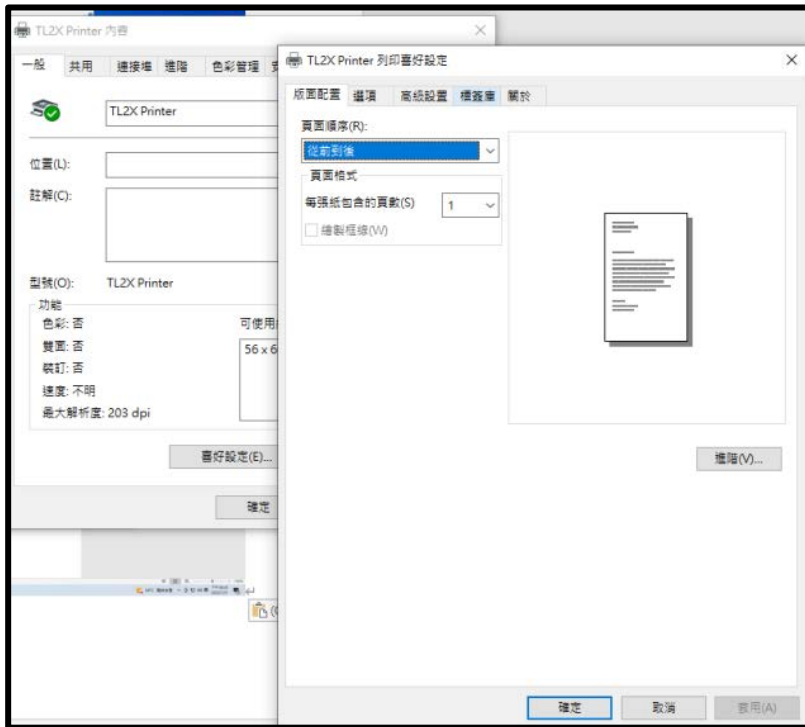 TL2X Printer 內容
一般 共用 連接埠 進階 色彩管理
TL2X Printer
位置(L):
註解(C):
型號(O): TL2X Printer
功能
色彩: 否
雙面: 否
裝訂: 否
速度: 不明
最大解析度: 203 dpi
可使用
56 x 6
喜好設定(E)...
確定
TL2X Printer 列印喜好設定
版面配置 選項 高級設置 標簽庫 關於
頁面順序(R):
從前到後
頁面格式
每張紙包含的頁數(S) 1
繪製框線(W)
進階(V)...
確定 取消 套用(A)